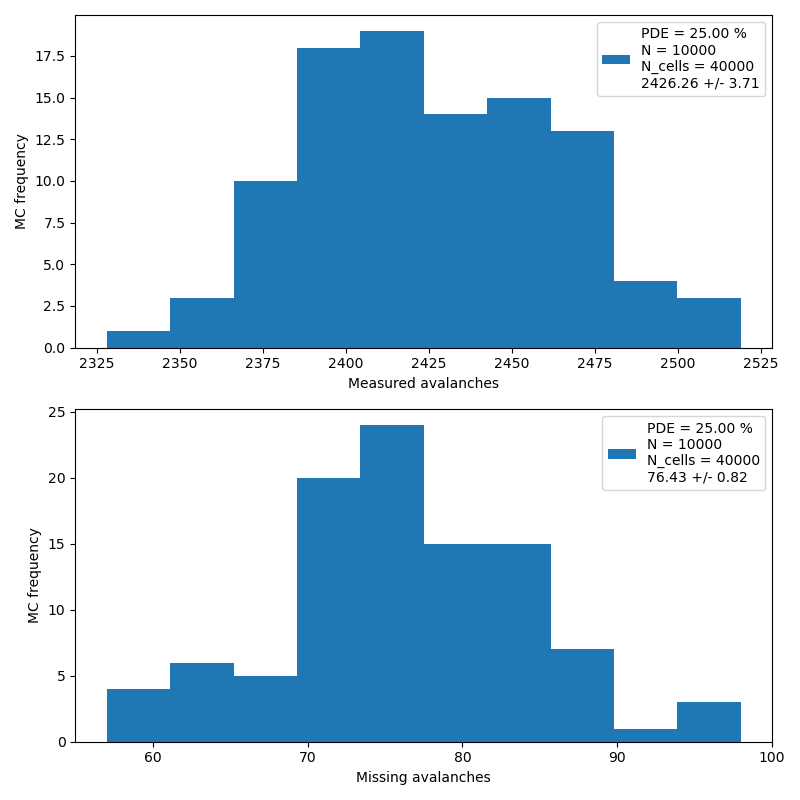 17.5
15.0
12.5
10.0
7.5
5.0
2.5
0.0
MC frequency
PDE = 25.00 %
N = 10000
N_cells = 40000
2426.26 +/- 3.71
2325 2350 2375 2400 2425 2450 2475 2500 2525
Measured avalanches
25
20
15
10
5
0
MC frequency
PDE = 25.00 %
N = 10000
N_cells = 40000
76.43 +/- 0.82
60 70 80 90 100
Missing avalanches